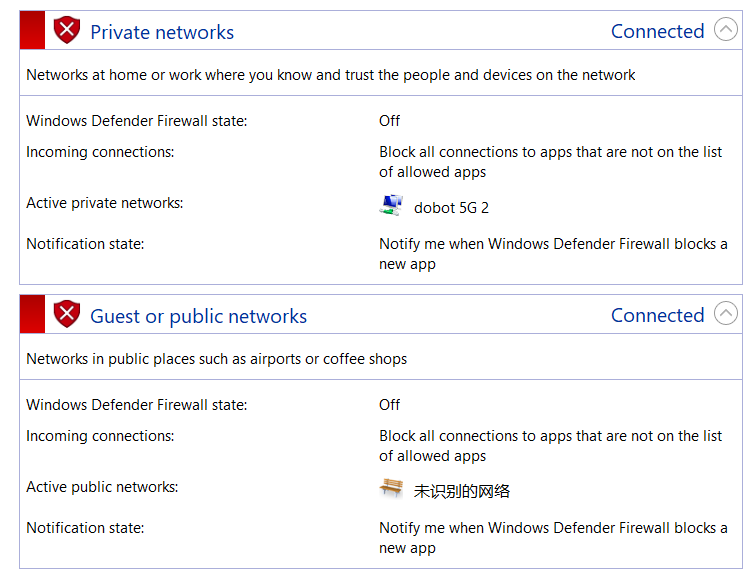 Private networks Connected
Networks at home or work where you know and trust the people and devices on the network
Windows Defender Firewall state: Off
Incoming connections: Block all connections to apps that are not on the list
of allowed apps
Active private networks: dobot 5G 2
Notification state: Notify me when Windows Defender Firewall blocks a
new app
Guest or public networks Connected
Networks in public places such as airports or coffee shops
Windows Defender Firewall state: Off
Incoming connections: Block all connections to apps that are not on the list
of allowed apps
Active public networks: 未识别的网络
Notification state: Notify me when Windows Defender Firewall blocks a
new app